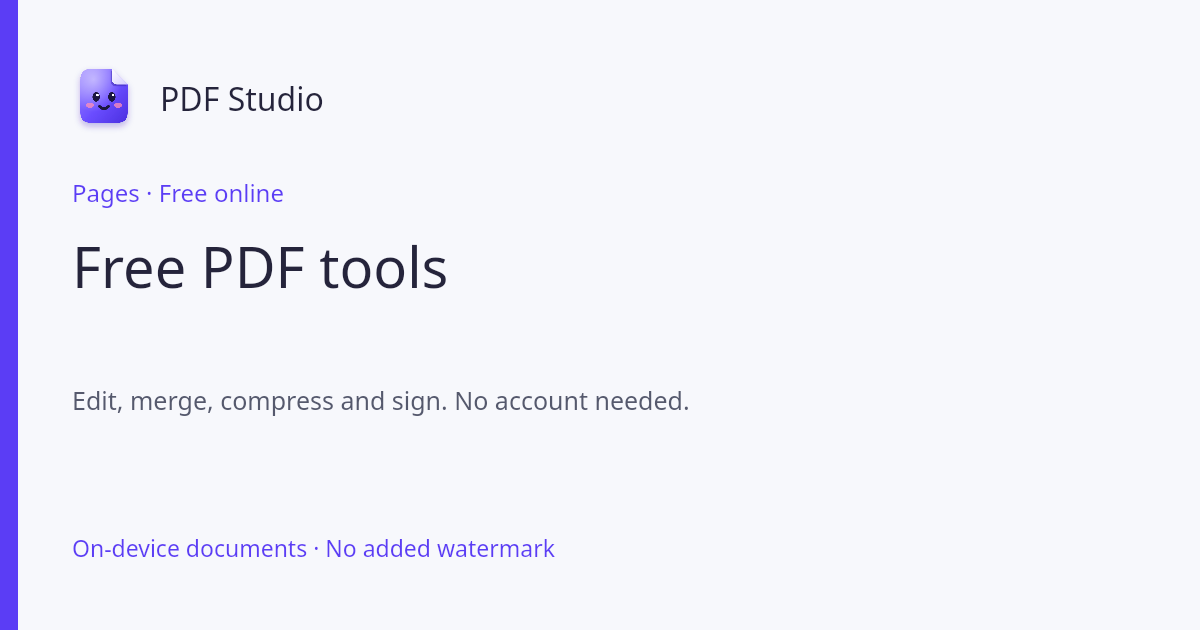 PDF Studio
Pages · Free online
Free PDF tools
Edit, merge, compress and sign. No account needed.
On-device documents · No added watermark